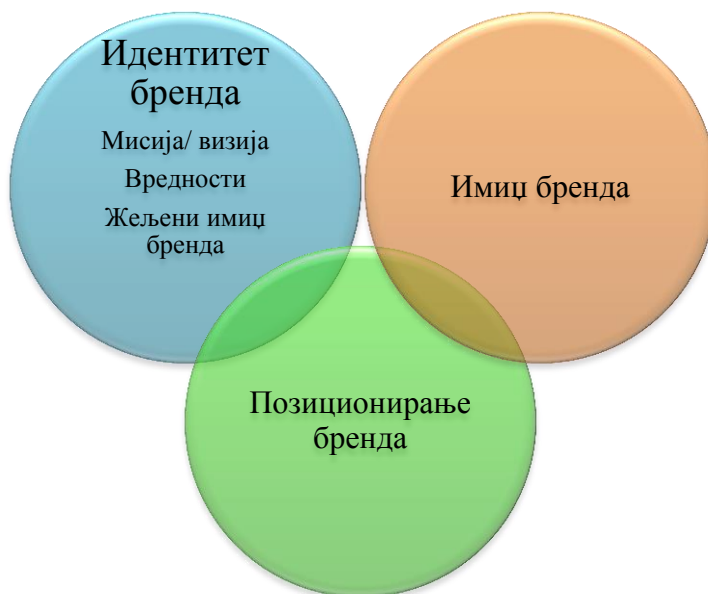 Идентитет
бренда
Мисија/ визија
Вредности
Жељени имиџ
бренда
Имиџ бренда
Позиционирање
бренда